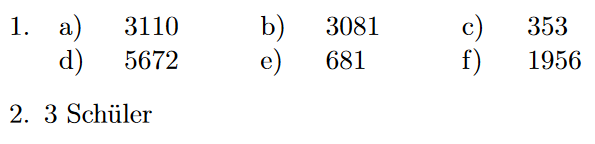 1. a) 3110 b) 3081 c) 353
d) 5672 e) 681 f) 1956
2. 3 Schüler